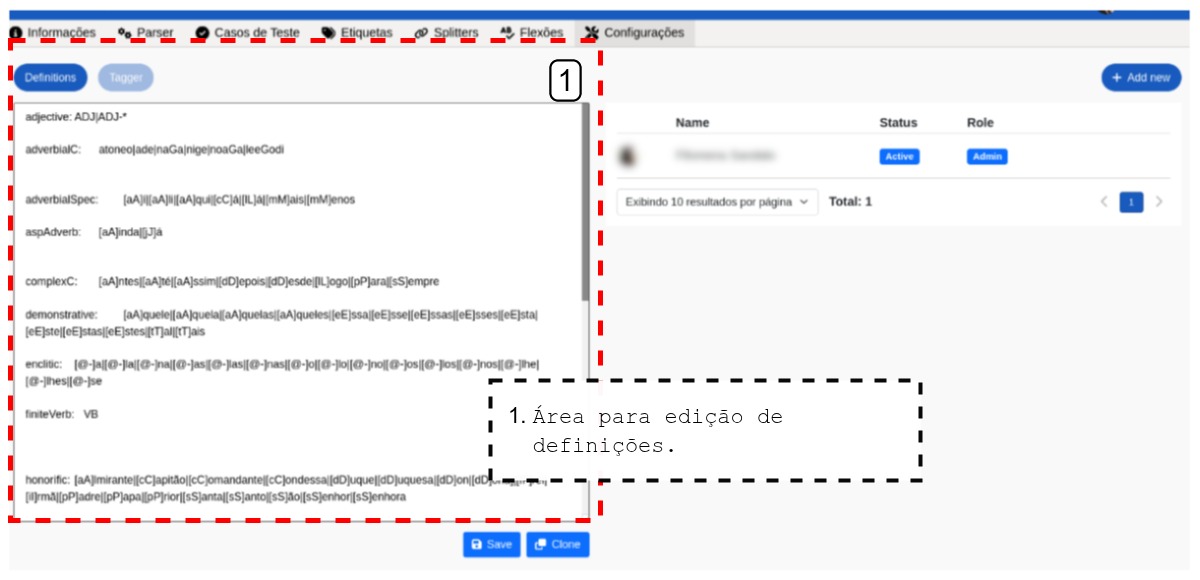 Informações Parser Casos de Teste Etiquetas Splitters Flexões Configurações
Definitions Tagger
1
+ Add new
adjective: ADJ|ADJ-*
adverbialC: atoneo|ade|naGa|nige|noaGa|leeGodi
adverbialSpec: [aA]í|[aA]li|[aA]qui|[cC]á|[lL]á|[mM]ais|[mM]enos
aspAdverb: [aA]inda|[jJ]á
complexC: [aA]ntes|[aA]té|[aA]ssim|[dD]epois|[dD]esde|[lL]ogo|[pP]ara|[sS]empre
demonstrative: [aA]quele|[aA]quela|[aA]quelas|[aA]queles|[eE]ssa|[eE]sse|[eE]ssas|[eE]sses|[eE]sta|
[eE]ste|[eE]stas|[eE]stes|[tT]al|[tT]ais
enclitic: [@-]a|[@-]la|[@-]na|[@-]as|[@-]las|[@-]nas|[@-]o|[@-]lo|[@-]no|[@-]os|[@-]los|[@-]nos|[@-]lhe|
[@-]lhes|[@-]se
finiteVerb: VB
honorific: [aA]lmirante|[cC]apitão|[cC]omandante|[cC]ondessa|[dD]uque|[dD]uquesa|[dD]on|
[iI]rmã|[pP]adre|[pP]apa|[pP]rior|[sS]anta|[sS]anto|[sS]ão|[sS]enhor|[sS]enhora
Save Clone
Name Status Role
Active Admin
Exibindo 10 resultados por página Total: 1
< 1 >
1. Área para edição de
definições.